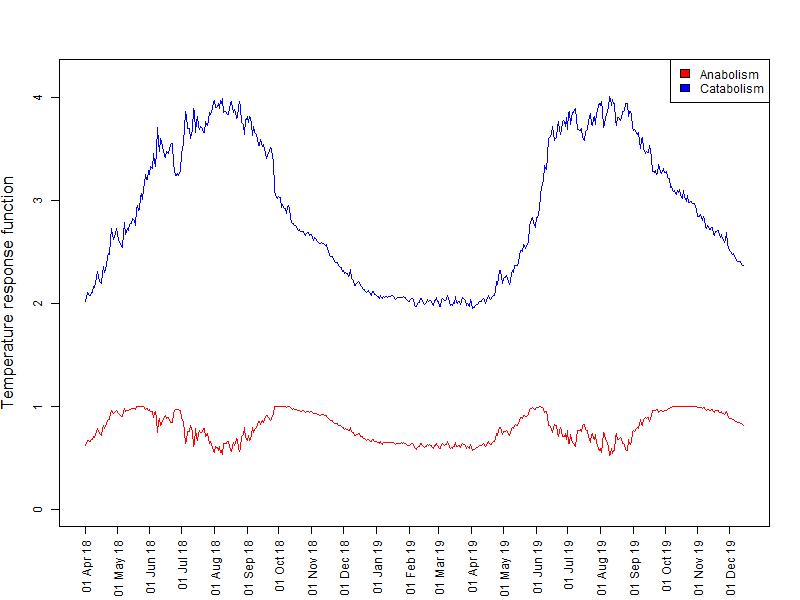 Anabolism
Catabolism
Temperature response function
4
3
2
1
0
01 Apr 18
01 May 18
01 Jun 18
01 Jul 18
01 Aug 18
01 Sep 18
01 Oct 18
01 Nov 18
01 Dec 18
01 Jan 19
01 Feb 19
01 Mar 19
01 Apr 19
01 May 19
01 Jun 19
01 Jul 19
01 Aug 19
01 Sep 19
01 Oct 19
01 Nov 19
01 Dec 19